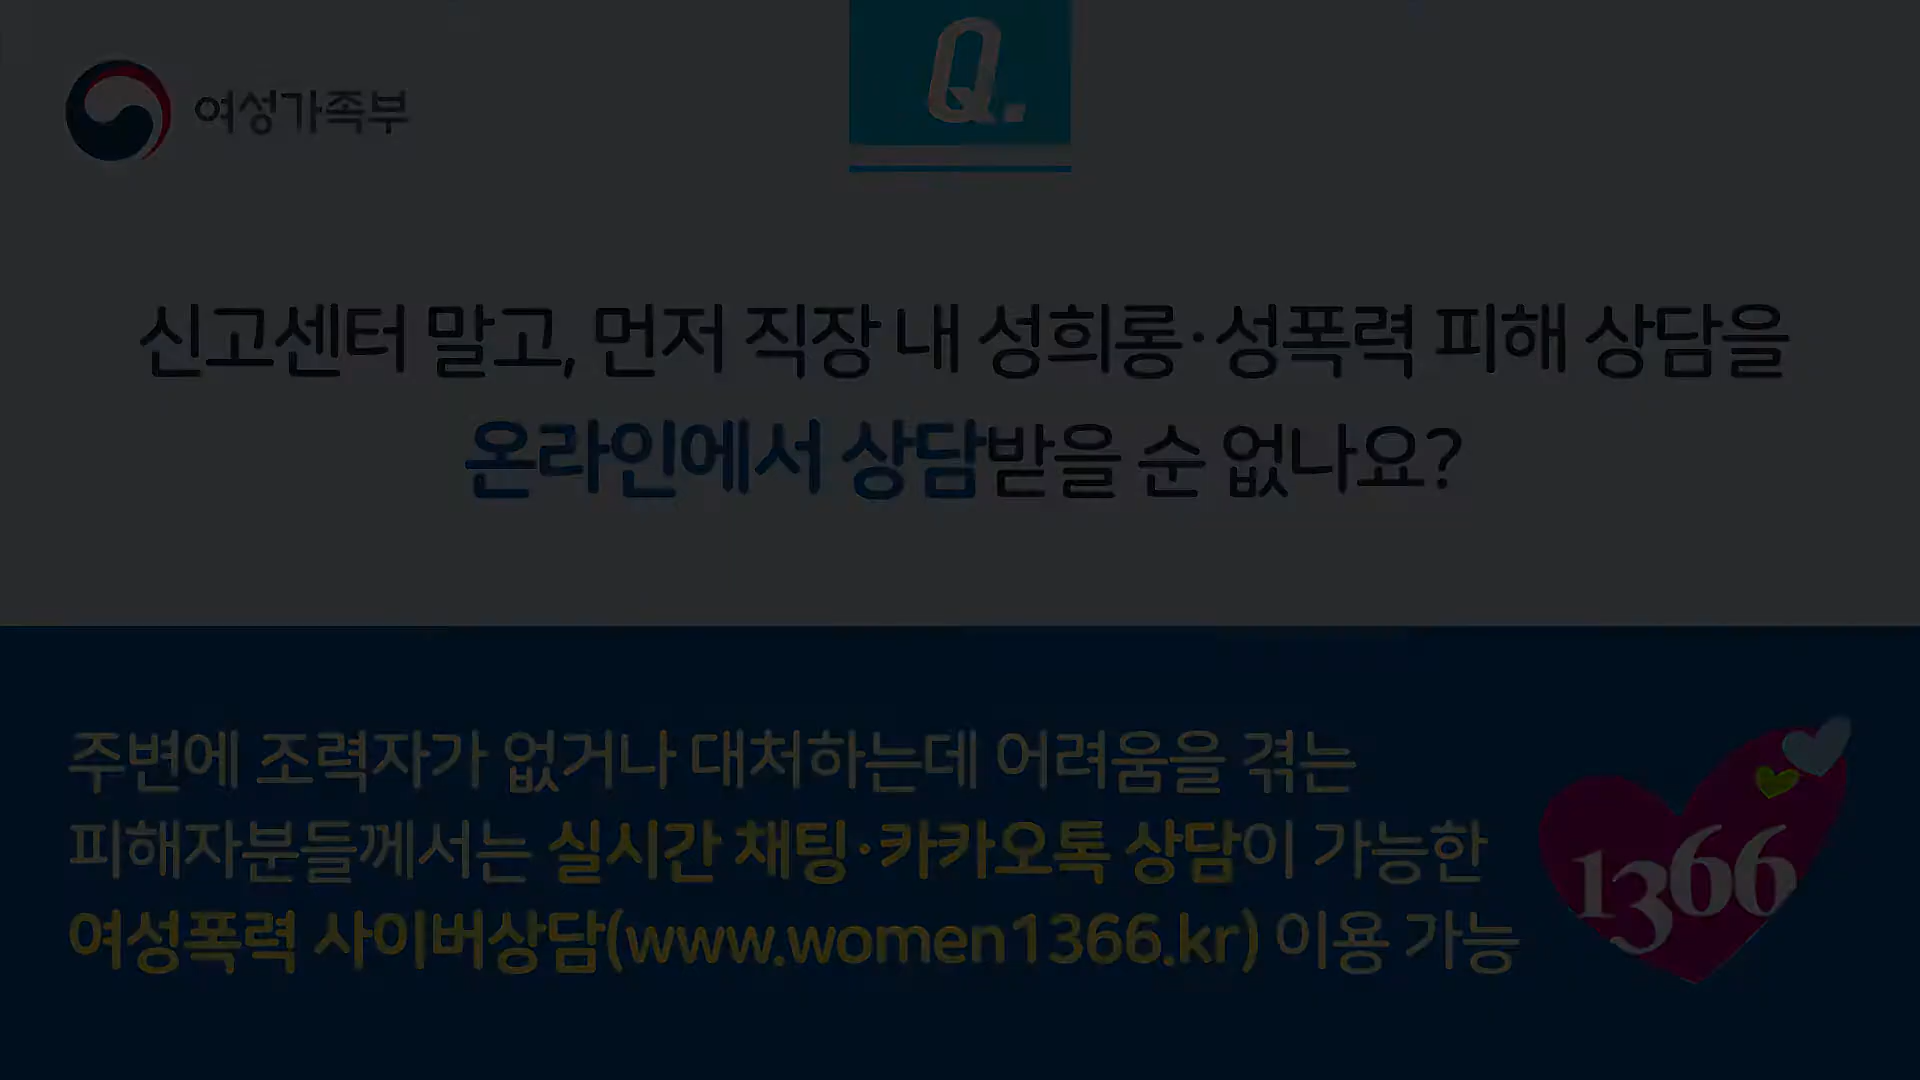 여성가족부
Q.
신고센터 말고, 먼저 직장 내 성희롱·성폭력 피해 상담을
온라인에서 상담받을 순 없나요?
주변에 조력자가 없거나 대처하는데 어려움을 겪는
피해자분들께서는 실시간 채팅·카카오톡 상담이 가능한
여성폭력 사이버상담(www.women1366.kr) 이용 가능
1366